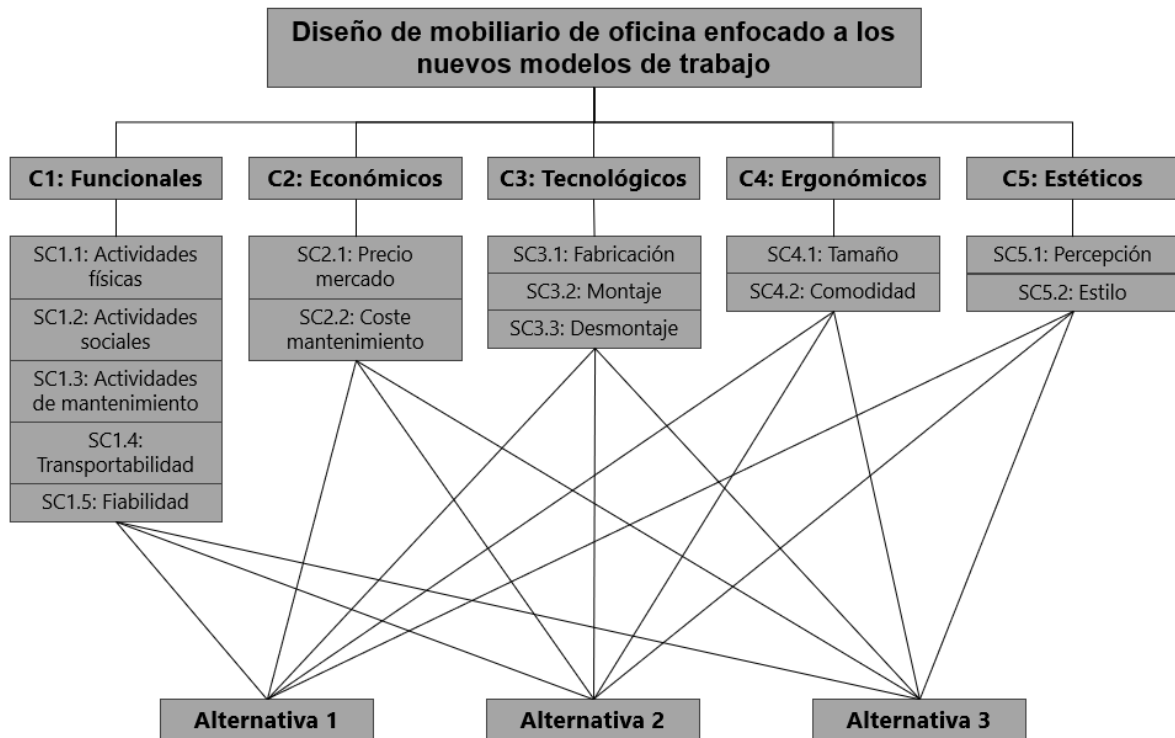 Diseño de mobiliario de oficina enfocado a los
nuevos modelos de trabajo
C1: Funcionales
C2: Económicos
C3: Tecnológicos
C4: Ergonómicos
C5: Estéticos
SC1.1: Actividades
físicas
SC1.2: Actividades
sociales
SC1.3: Actividades
de mantenimiento
SC1.4:
Transportabilidad
SC1.5: Fiabilidad
SC2.1: Precio
mercado
SC2.2: Coste
mantenimiento
SC3.1: Fabricación
SC3.2: Montaje
SC3.3: Desmontaje
SC4.1: Tamaño
SC4.2: Comodidad
SC5.1: Percepción
SC5.2: Estilo
Alternativa 1
Alternativa 2
Alternativa 3